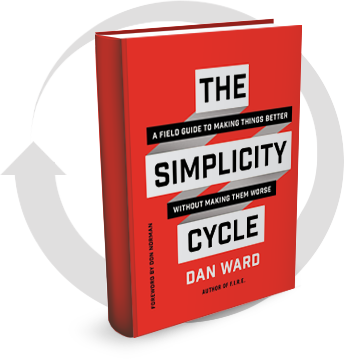 THE
A FIELD GUIDE TO MAKING THINGS BETTER
SIMPLICITY
WITHOUT MAKING THEM WORSE
CYCLE
DAN WARD
AUTHOR OF F.I.R.E.
FOREWORD BY DON NORMAN